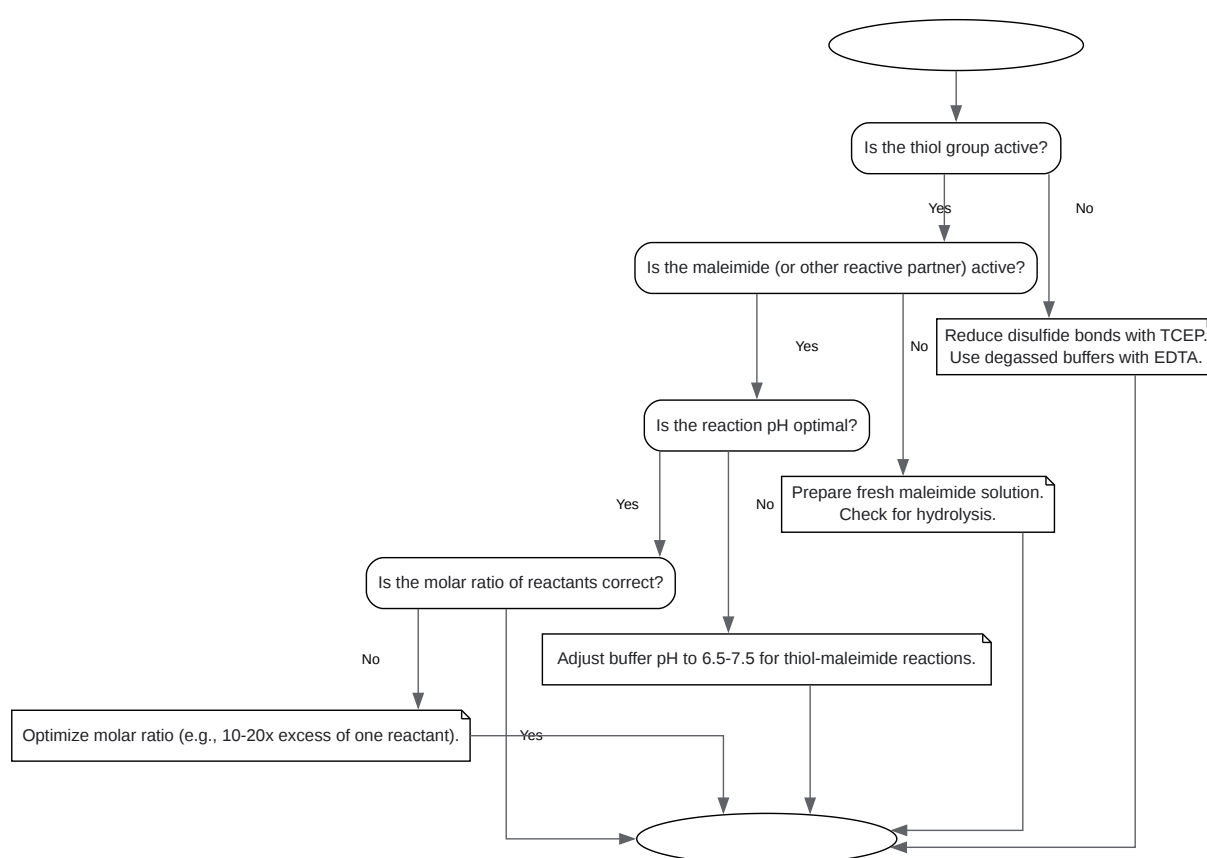 Is the thiol group active?
Yes
No
Is the maleimide (or other reactive partner) active?
Reduce disulfide bonds with TCEP.
Use degassed buffers with EDTA.
Yes
No
Is the reaction pH optimal?
Prepare fresh maleimide solution.
Check for hydrolysis.
Yes
No
Is the molar ratio of reactants correct?
Adjust buffer pH to 6.5-7.5 for thiol-maleimide reactions.
No
Optimize molar ratio (e.g., 10-20x excess of one reactant).
Yes